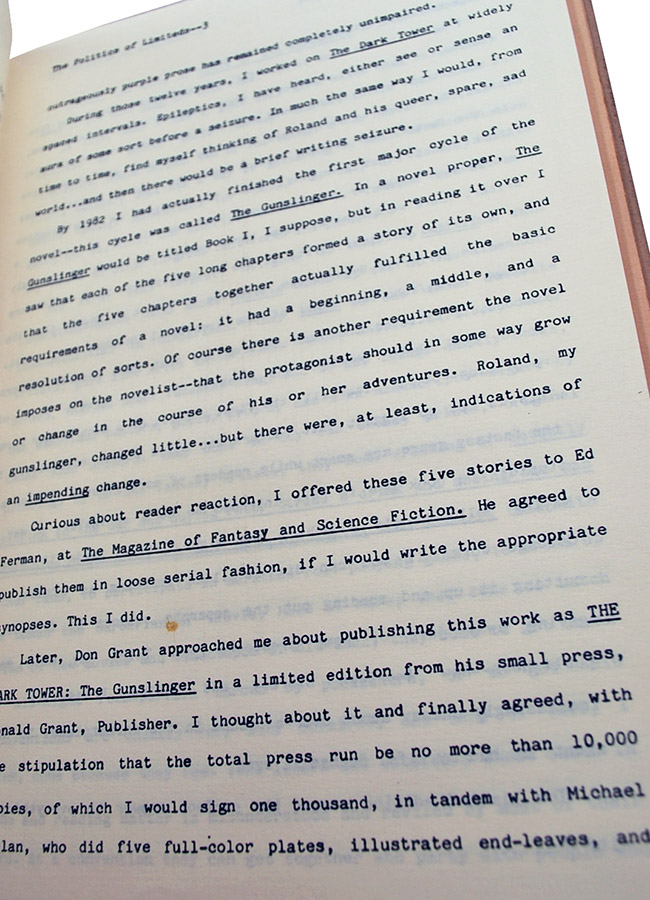 The Politics of Limiteds--3
outrageously purple prose has remained completely unimpaired.
During those twelve years, I worked on The Dark Tower at widely
spaced intervals. Epileptics, I have heard, either see or sense an
aura of some sort before a seizure. In much the same way I would, from
time to time, find myself thinking of Roland and his queer, spare, sad
world...and then there would be a brief writing seizure.
By 1982 I had actually finished the first major cycle of the
novel--this cycle was called The Gunslinger. In a novel proper, The
Gunslinger would be titled Book I, I suppose, but in reading it over I
saw that each of the five long chapters formed a story of its own, and
that the five chapters together actually fulfilled the basic
requirements of a novel: it had a beginning, a middle, and a
resolution of sorts. Of course there is another requirement the novel
imposes on the novelist--that the protagonist should in some way grow
or change in the course of his or her adventures. Roland, my
gunslinger, changed little...but there were, at least, indications of
an impending change.
Curious about reader reaction, I offered these five stories to Ed
Ferman, at The Magazine of Fantasy and Science Fiction. He agreed to
publish them in loose serial fashion, if I would write the appropriate
synopses. This I did.
Later, Don Grant approached me about publishing this work as THE
ARK TOWER: The Gunslinger in a limited edition from his small press,
nald Grant, Publisher. I thought about it and finally agreed, with
e stipulation that the total press run be no more than 10,000
pies, of which I would sign one thousand, in tandem with Michael
lan, who did five full-color plates, illustrated end-leaves, and